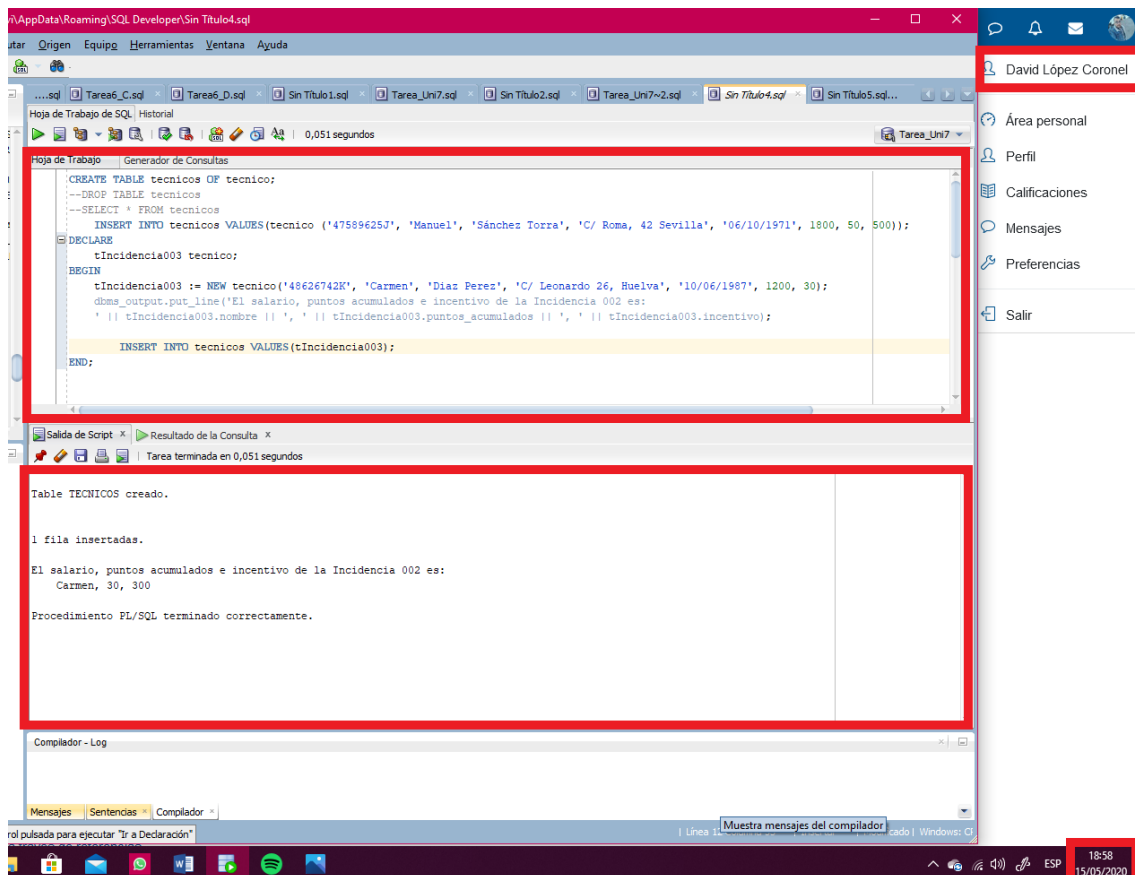 vi\AppData\Roaming\SQL Developer\Sin Título4.sql
utar Origen Equipo Herramientas Ventana Ayuda
....sql Tarea6_C.sql Tarea6_D.sql Sin Título1.sql Tarea_Uni7.sql Sin Título2.sql Tarea_Uni7~2.sql Sin Título4.sql Sin Título5.sql...
Hoja de Trabajo de SQL Historial
0,051 segundos Tarea_Uni7
Hoja de Trabajo Generador de Consultas
CREATE TABLE tecnicos OF tecnico;
--DROP TABLE tecnicos
--SELECT * FROM tecnicos
INSERT INTO tecnicos VALUES(tecnico ('47589625J', 'Manuel', 'Sánchez Torra', 'C/ Roma, 42 Sevilla', '06/10/1971', 1800, 50, 500));
DECLARE
tIncidencia003 tecnico;
BEGIN
tIncidencia003 := NEW tecnico('48626742K', 'Carmen', 'Diaz Perez', 'C/ Leonardo 26, Huelva', '10/06/1987', 1200, 30);
dbms_output.put_line('El salario, puntos acumulados e incentivo de la Incidencia 002 es:
' || tIncidencia003.nombre || ', ' || tIncidencia003.puntos_acumulados || ', ' || tIncidencia003.incentivo);
INSERT INTO tecnicos VALUES(tIncidencia003);
END;
Salida de Script Resultado de la Consulta
Tarea terminada en 0,051 segundos
Table TECNICOS creado.
1 fila insertadas.
El salario, puntos acumulados e incentivo de la Incidencia 002 es:
Carmen, 30, 300
Procedimiento PL/SQL terminado correctamente.
Compilador - Log
Mensajes Sentencias Compilador
rol pulsada para ejecutar "Ir a Declaración"
Muestra mensajes del compilador
| Windows: C
David López Coronel
Área personal
Perfil
Calificaciones
Mensajes
Preferencias
Salir
ESP
18:58
15/05/2020